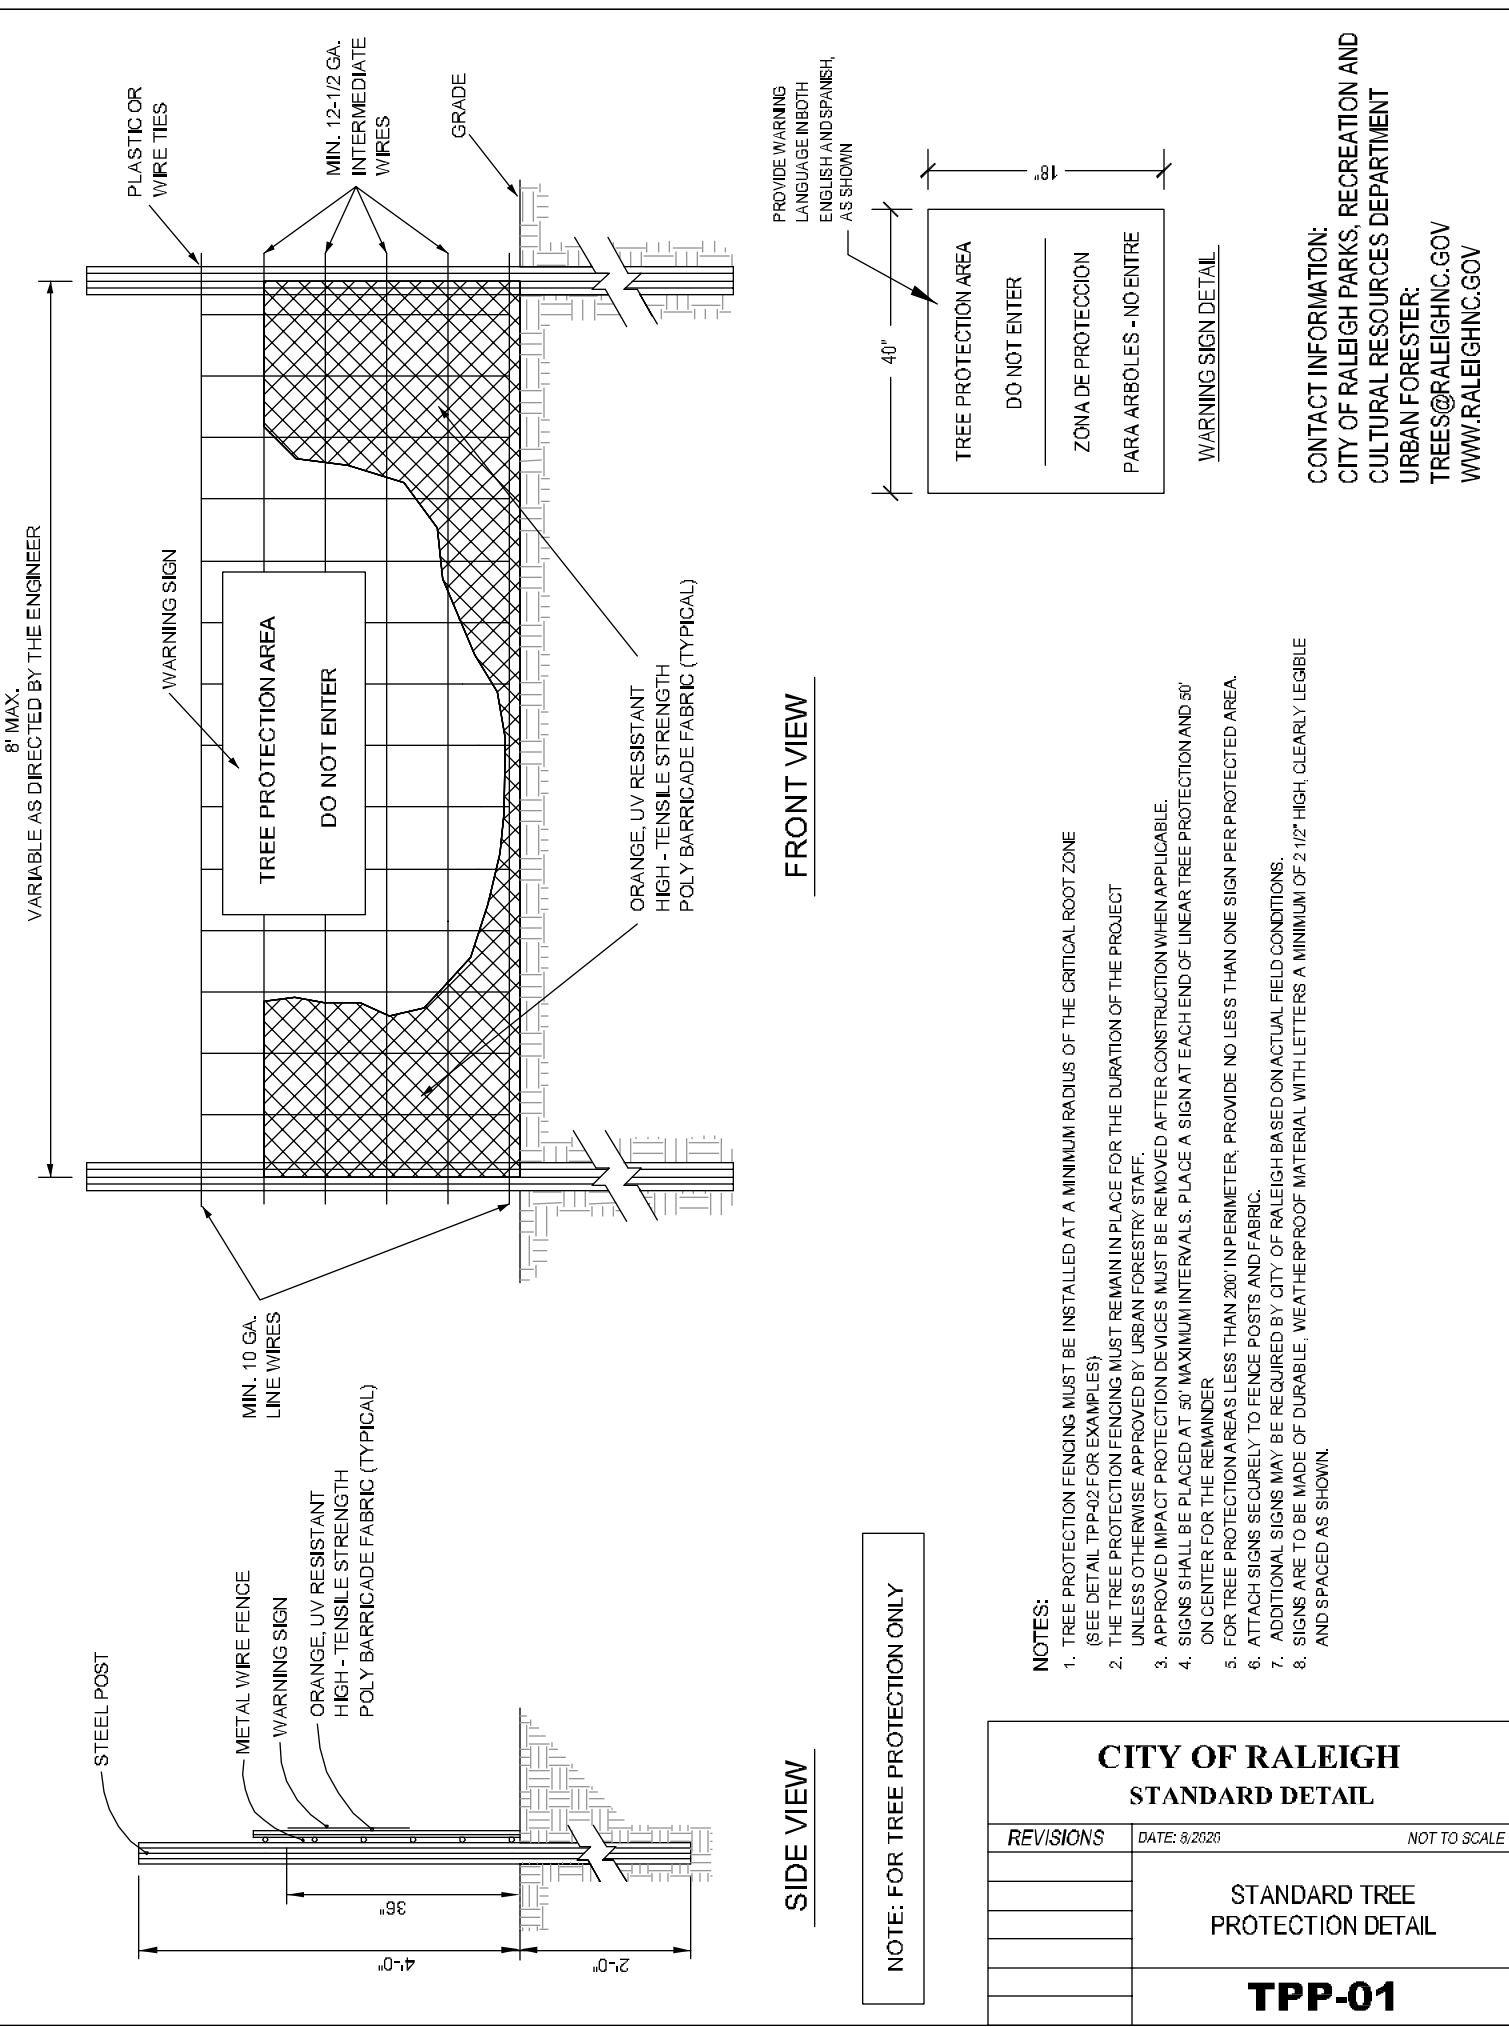 8' MAX.
VARIABLE AS DIRECTED BY THE ENGINEER
PLASTIC OR
WIRE TIES
MIN. 12-1/2 GA.
INTERMEDIATE
WIRES
GRADE
WARNING SIGN
TREE PROTECTION AREA
DO NOT ENTER
MIN. 10 GA.
LINE WIRES
ORANGE, UV RESISTANT
HIGH - TENSILE STRENGTH
POLY BARRICADE FABRIC (TYPICAL)
FRONT VIEW
STEEL POST
METAL WIRE FENCE
WARNING SIGN
ORANGE, UV RESISTANT
HIGH - TENSILE STRENGTH
POLY BARRICADE FABRIC (TYPICAL)
36"
4'-0"
2'-0"
SIDE VIEW
NOTE: FOR TREE PROTECTION ONLY
PROVIDE WARNING
LANGUAGE IN BOTH
ENGLISH AND SPANISH,
AS SHOWN
40"
18"
TREE PROTECTION AREA
DO NOT ENTER
ZONA DE PROTECCION
PARA ARBOLES - NO ENTRE
WARNING SIGN DETAIL
NOTES:
1. TREE PROTECTION FENCING MUST BE INSTALLED AT A MINIMUM RADIUS OF THE CRITICAL ROOT ZONE
(SEE DETAIL TPP-02 FOR EXAMPLES)
2. THE TREE PROTECTION FENCING MUST REMAIN IN PLACE FOR THE DURATION OF THE PROJECT
UNLESS OTHERWISE APPROVED BY URBAN FORESTRY STAFF.
3. APPROVED IMPACT PROTECTION DEVICES MUST BE REMOVED AFTER CONSTRUCTION WHEN APPLICABLE.
4. SIGNS SHALL BE PLACED AT 50' MAXIMUM INTERVALS. PLACE A SIGN AT EACH END OF LINEAR TREE PROTECTION AND 50'
ON CENTER FOR THE REMAINDER
5. FOR TREE PROTECTION AREAS LESS THAN 200' IN PERIMETER, PROVIDE NO LESS THAN ONE SIGN PER PROTECTED AREA.
6. ATTACH SIGNS SECURELY TO FENCE POSTS AND FABRIC.
7. ADDITIONAL SIGNS MAY BE REQUIRED BY CITY OF RALEIGH BASED ON ACTUAL FIELD CONDITIONS.
8. SIGNS ARE TO BE MADE OF DURABLE, WEATHERPROOF MATERIAL WITH LETTERS A MINIMUM OF 2 1/2" HIGH, CLEARLY LEGIBLE
AND SPACED AS SHOWN.
CONTACT INFORMATION:
CITY OF RALEIGH PARKS, RECREATION AND
CULTURAL RESOURCES DEPARTMENT
URBAN FORESTER:
TREES@RALEIGHNC.GOV
WWW.RALEIGHNC.GOV
CITY OF RALEIGH
STANDARD DETAIL
REVISIONS
DATE: 8/2020
NOT TO SCALE
STANDARD TREE
PROTECTION DETAIL
TPP-01